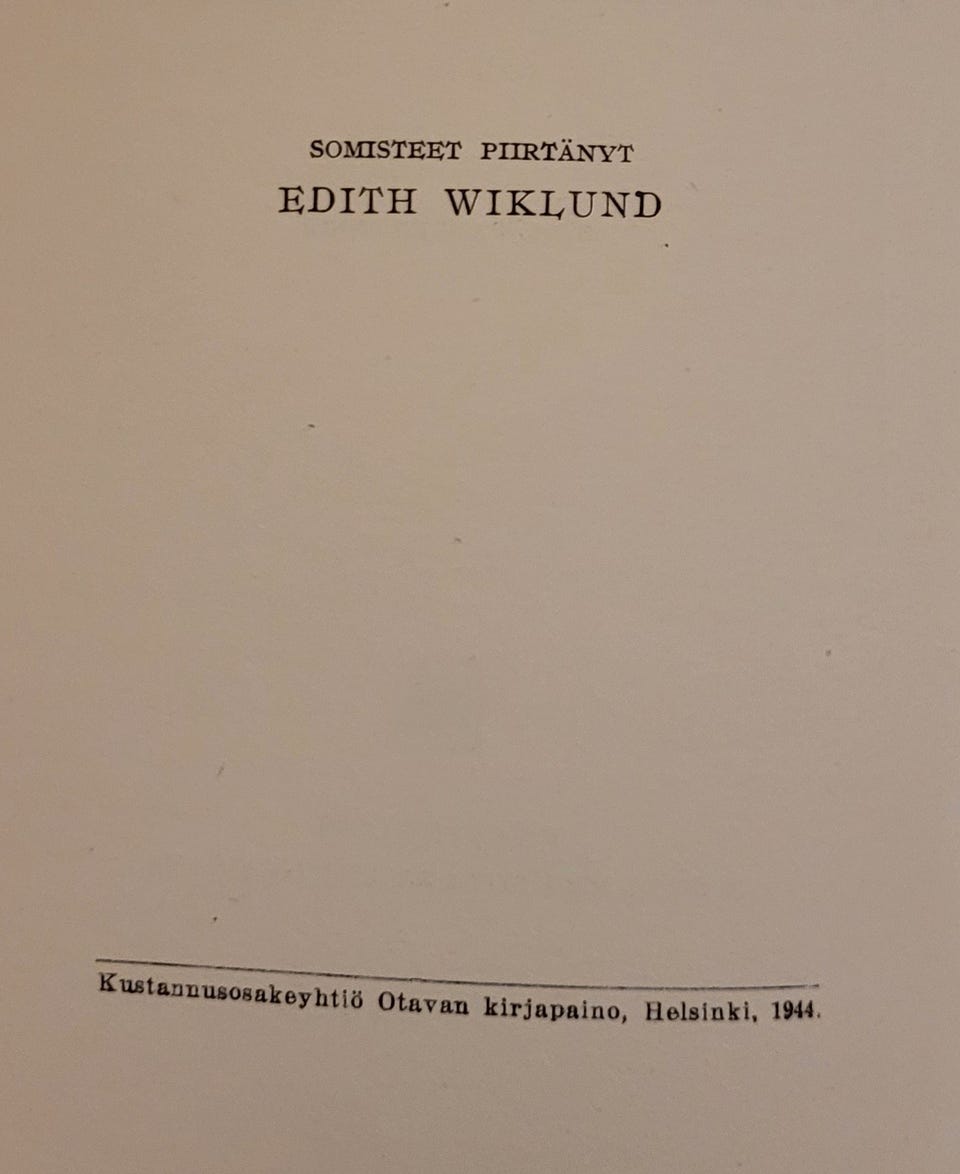 SOMISTEET PIIRTÄNYT
EDITH WIKLUND
Kustannusosakeyhtiö Otavan kirjapaino, Helsinki, 1944.